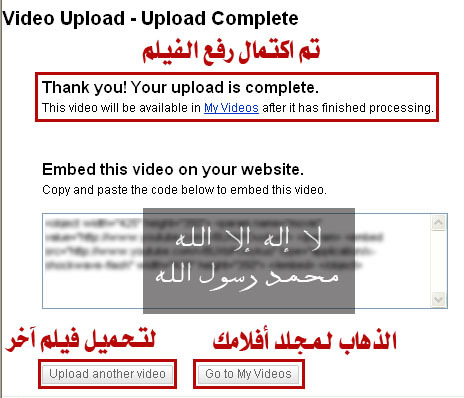 Video Upload - Upload Complete
تم اكتمال رفع الفيلم
Thank you! Your upload is complete.
This video will be available in My Videos after it has finished processing.
Embed this video on your website.
Copy and paste the code below to embed this video.
لا إله إلا الله
محمد رسول الله
لتحميل فيلم آخر
الذهاب لمجلد أفلامك
Upload another video
Go to My Videos